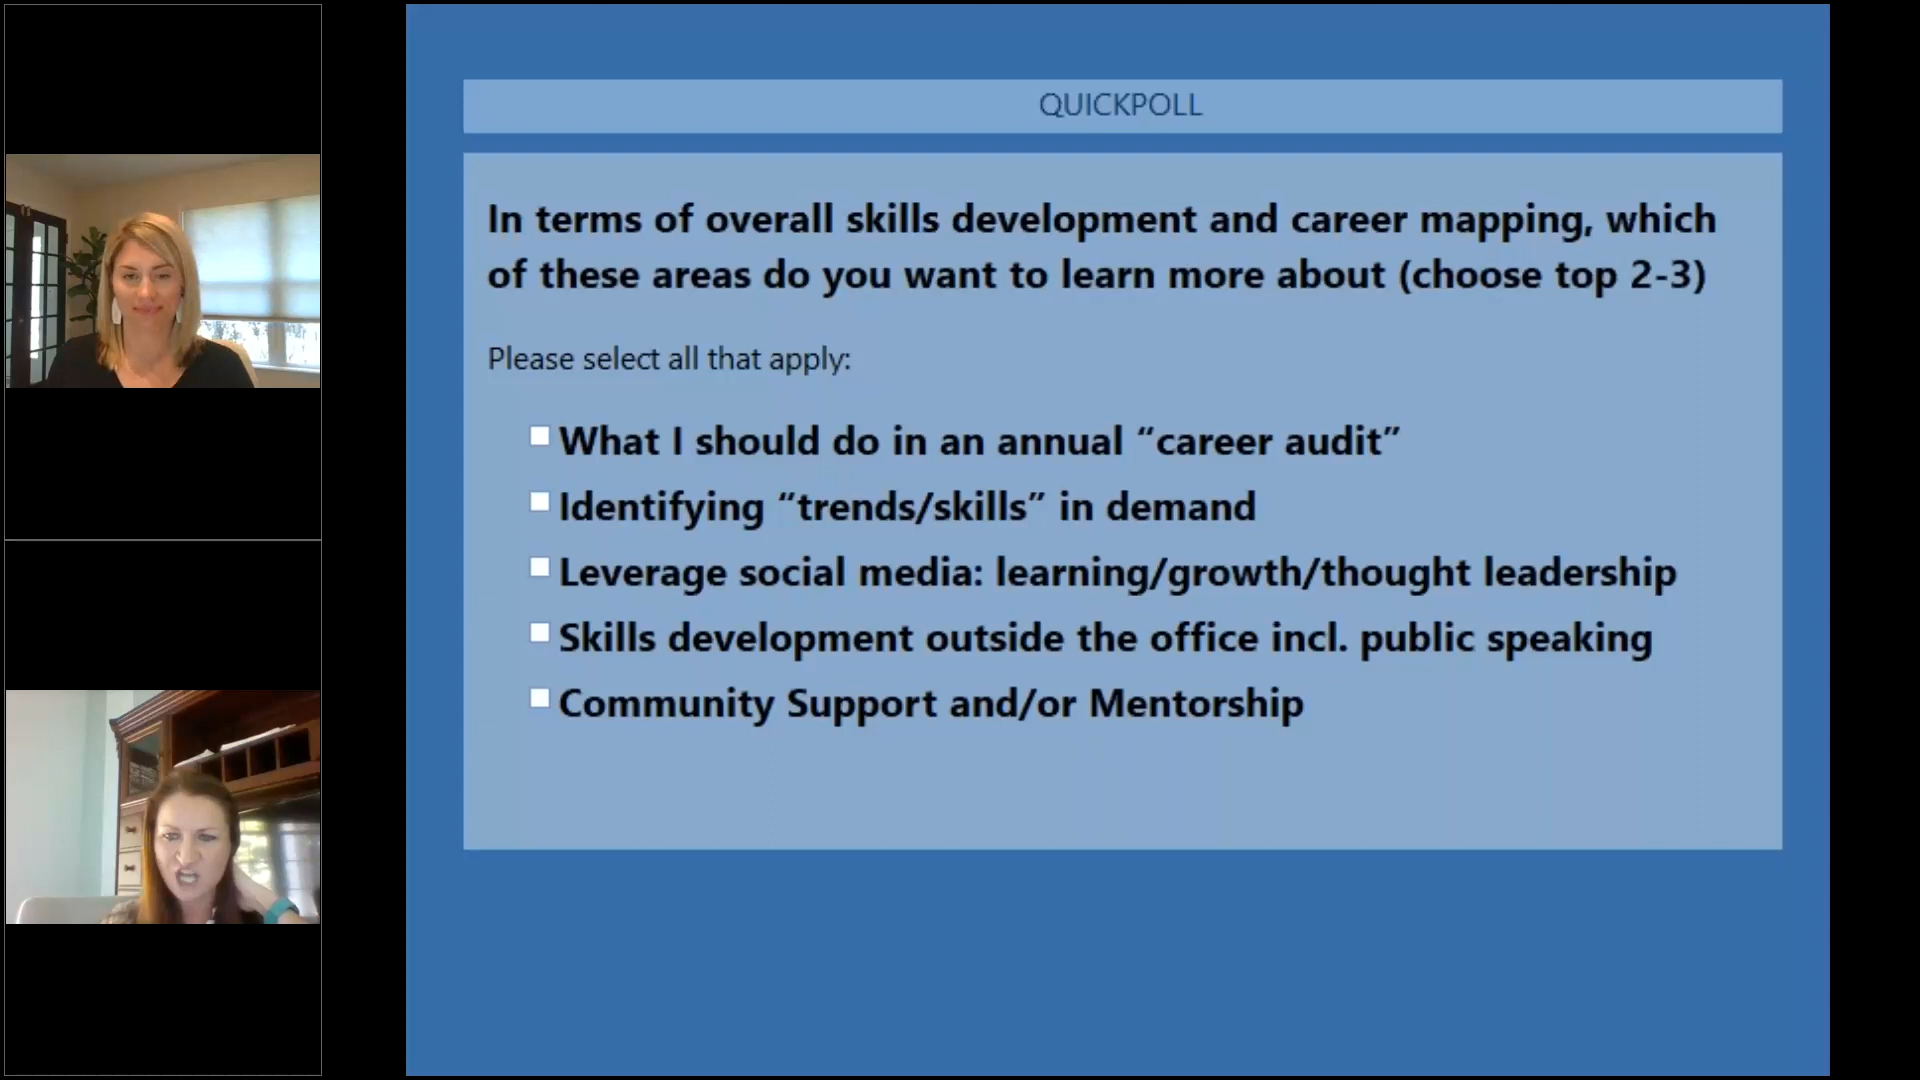 QUICKPOLL
In terms of overall skills development and career mapping, which
of these areas do you want to learn more about (choose top 2-3)
Please select all that apply:
What I should do in an annual “career audit”
Identifying “trends/skills” in demand
Leverage social media: learning/growth/thought leadership
Skills development outside the office incl. public speaking
Community Support and/or Mentorship